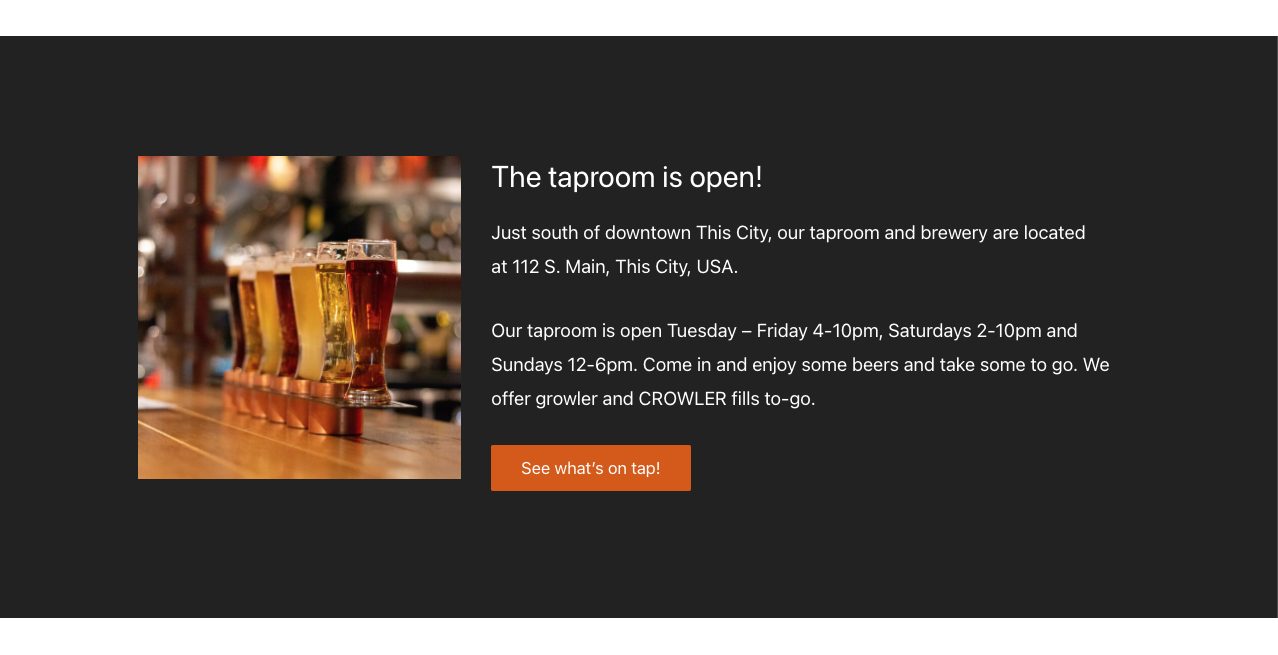 The taproom is open!
Just south of downtown This City, our taproom and brewery are located
at 112 S. Main, This City, USA.
Our taproom is open Tuesday – Friday 4-10pm, Saturdays 2-10pm and
Sundays 12-6pm. Come in and enjoy some beers and take some to go. We
offer growler and CROWLER fills to-go.
See what’s on tap!